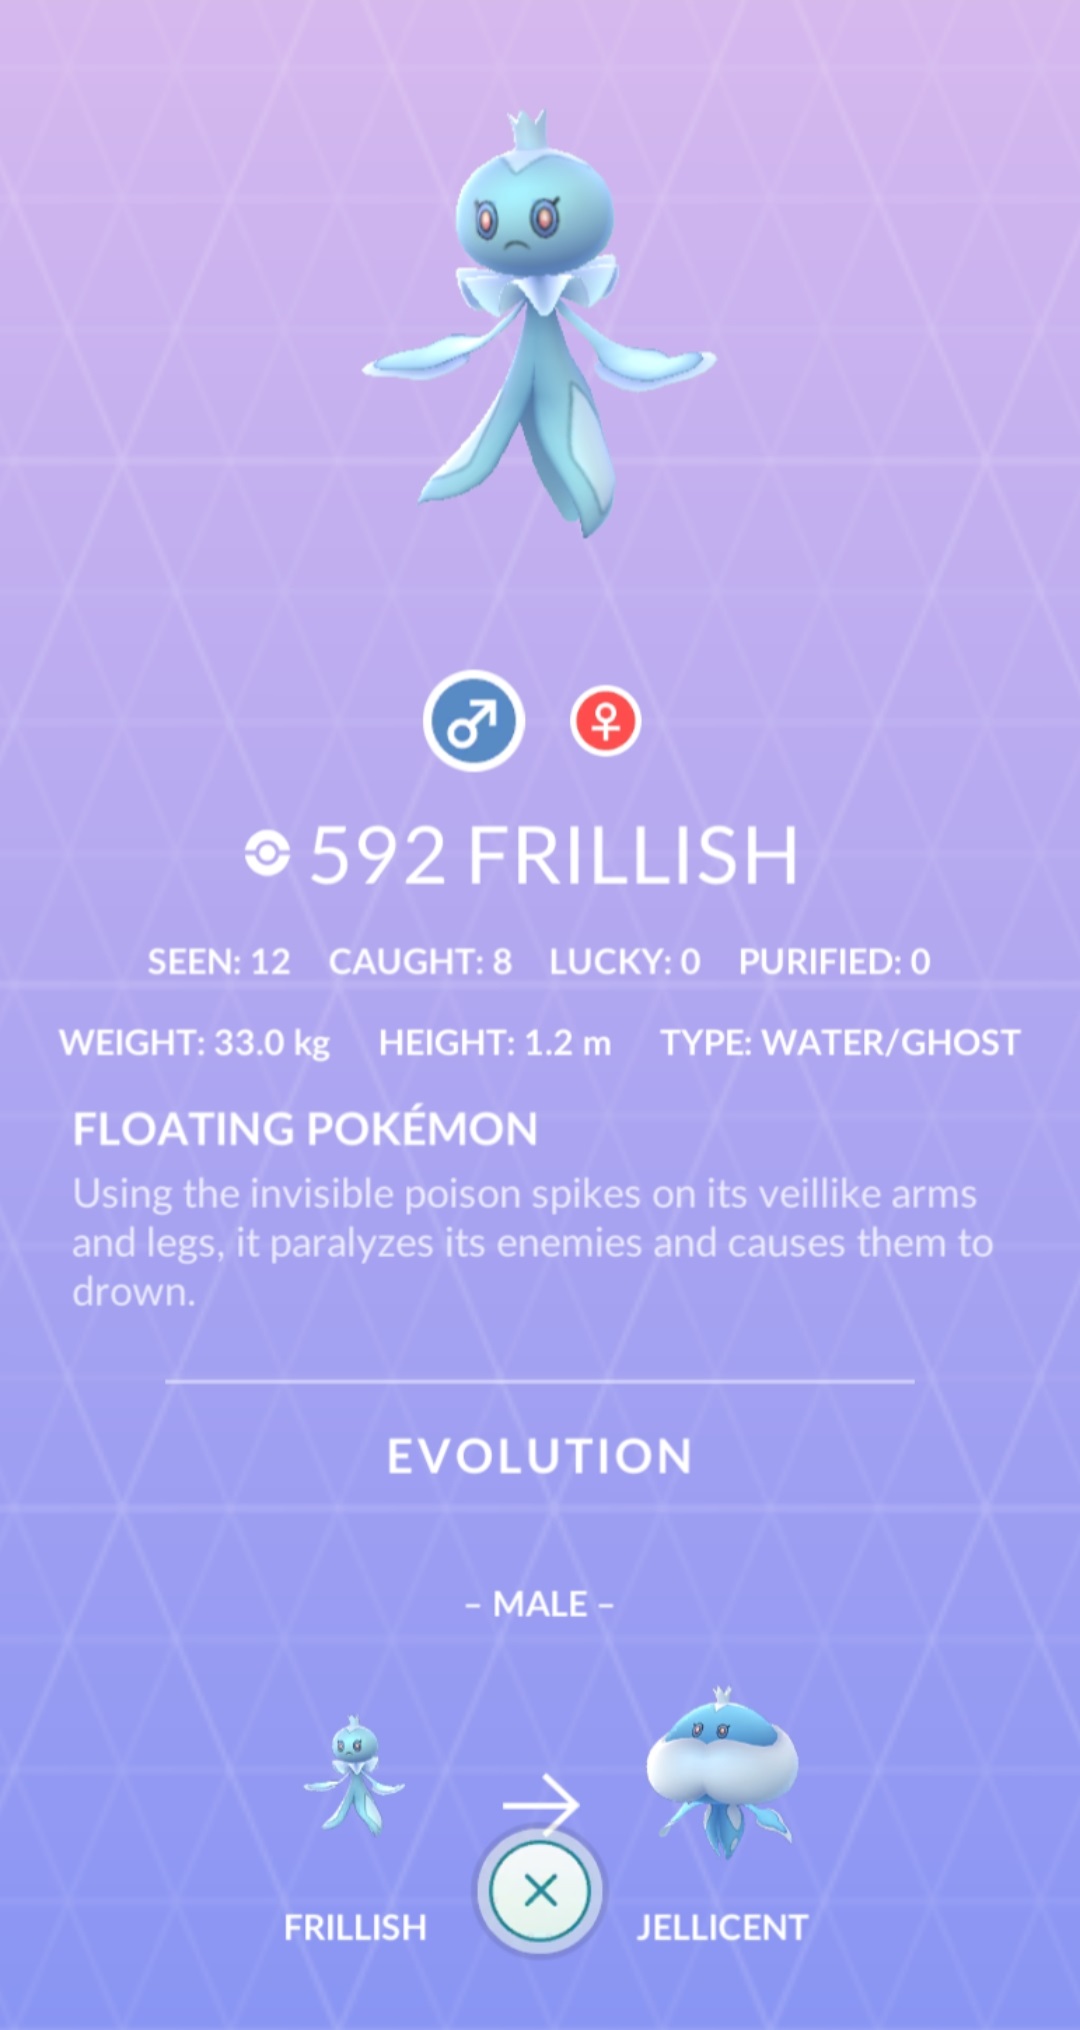 592 FRILLISH
SEEN: 12 CAUGHT: 8 LUCKY: 0 PURIFIED: 0
WEIGHT: 33.0 kg HEIGHT: 1.2 m TYPE: WATER/GHOST
FLOATING POKÉMON
Using the invisible poison spikes on its veillike arms
and legs, it paralyzes its enemies and causes them to
drown.
EVOLUTION
– MALE –
FRILLISH JELLICENT